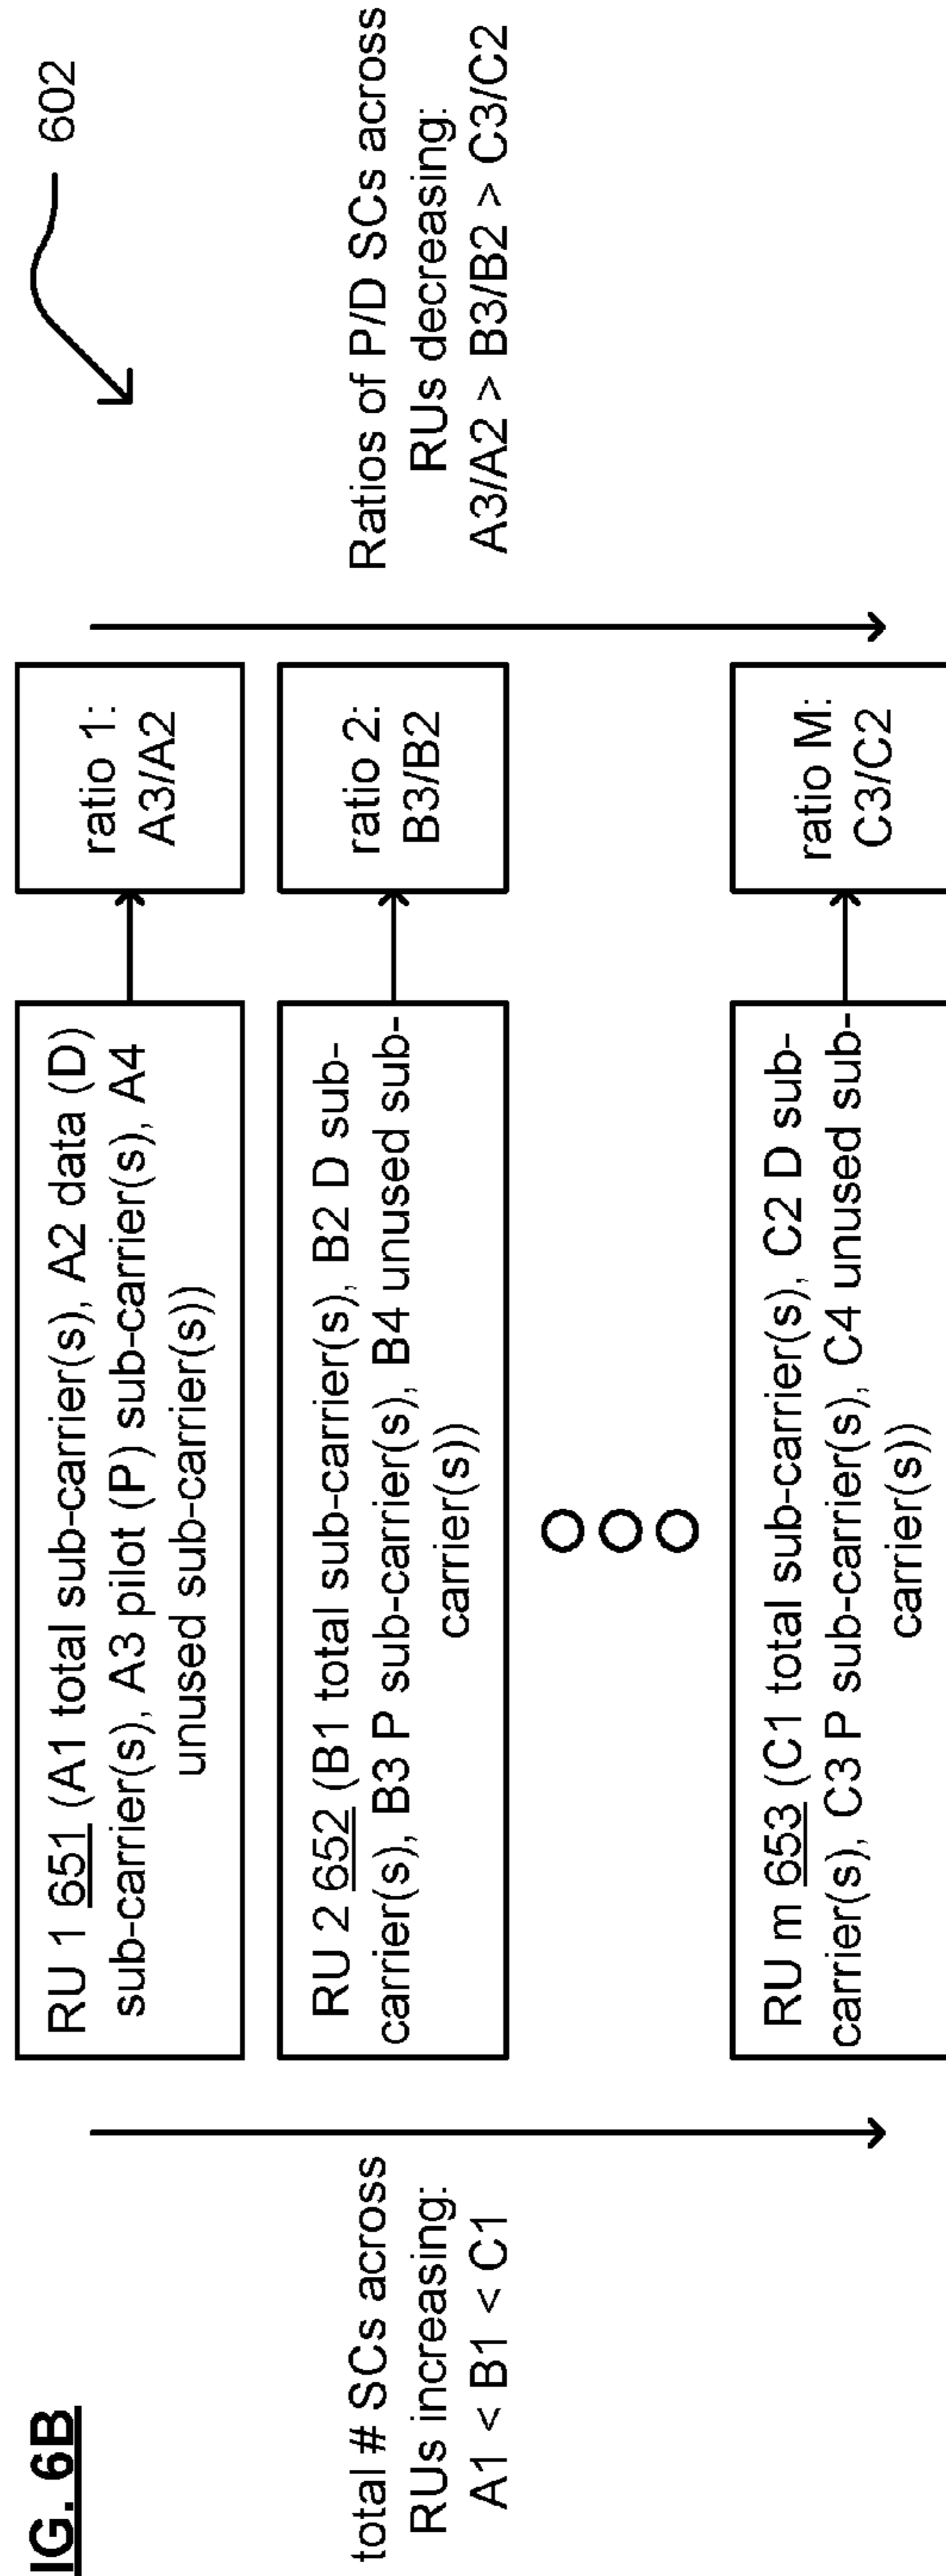 IG. 6B
602
total # SCs across
RUs increasing:
A1 < B1 < C1
RU 1 651 (A1 total sub-carrier(s), A2 data (D)
sub-carrier(s), A3 pilot (P) sub-carrier(s), A4
unused sub-carrier(s))
ratio 1:
A3/A2
RU 2 652 (B1 total sub-carrier(s), B2 D sub-
carrier(s), B3 P sub-carrier(s), B4 unused sub-
carrier(s))
ratio 2:
B3/B2
RU m 653 (C1 total sub-carrier(s), C2 D sub-
carrier(s), C3 P sub-carrier(s), C4 unused sub-
carrier(s))
ratio M:
C3/C2
Ratios of P/D SCs across
RUs decreasing:
A3/A2 > B3/B2 > C3/C2